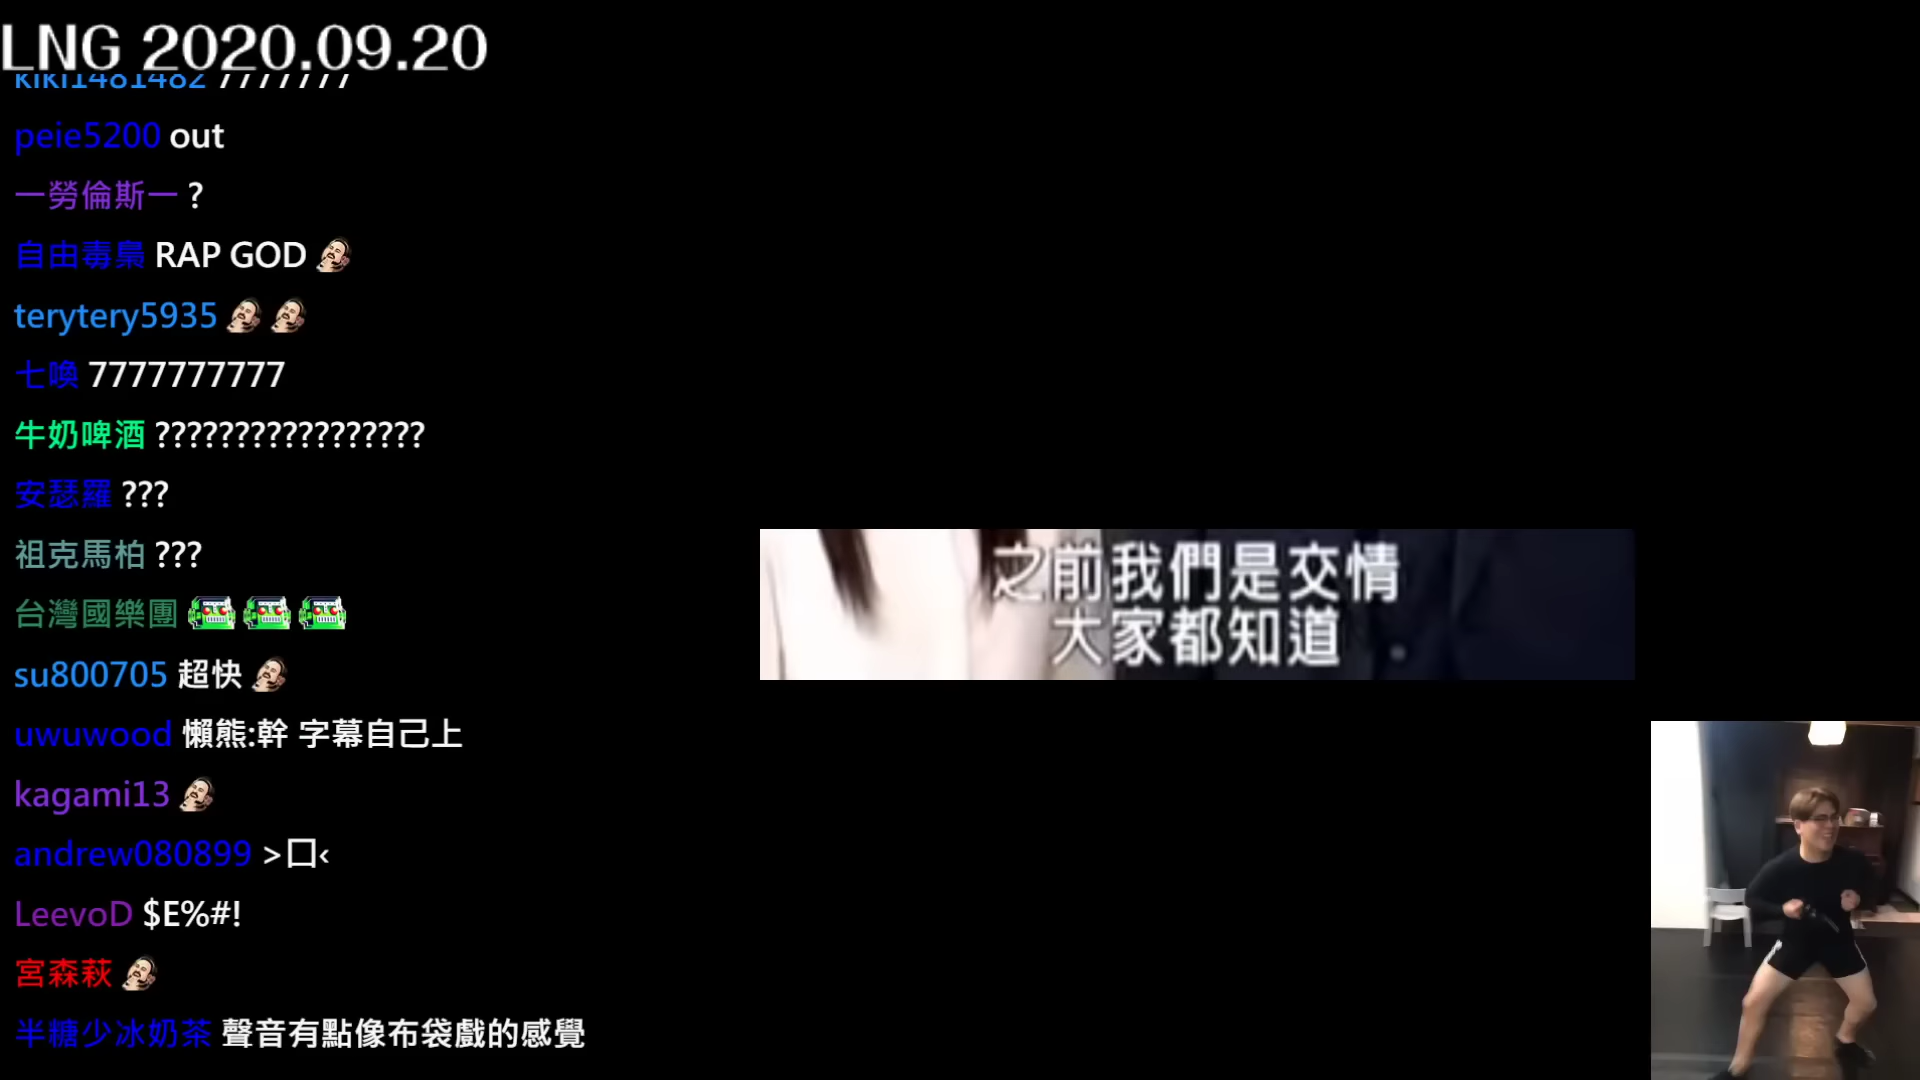 LNG 2020.09.20
kiki1481482 7777777
peie5200 out
一勞倫斯一 ?
自由毒梟 RAP GOD
terytery5935
七喚 7777777777
牛奶啤酒 ?????????????????
安瑟羅 ???
祖克馬柏 ???
台灣國樂團
su800705 超快
uwuwood 懶熊:幹 字幕自己上
kagami13
andrew080899 >口<
LeevoD $E%#!
宮森萩
半糖少冰奶茶 聲音有點像布袋戲的感覺
之前我們是交情
大家都知道